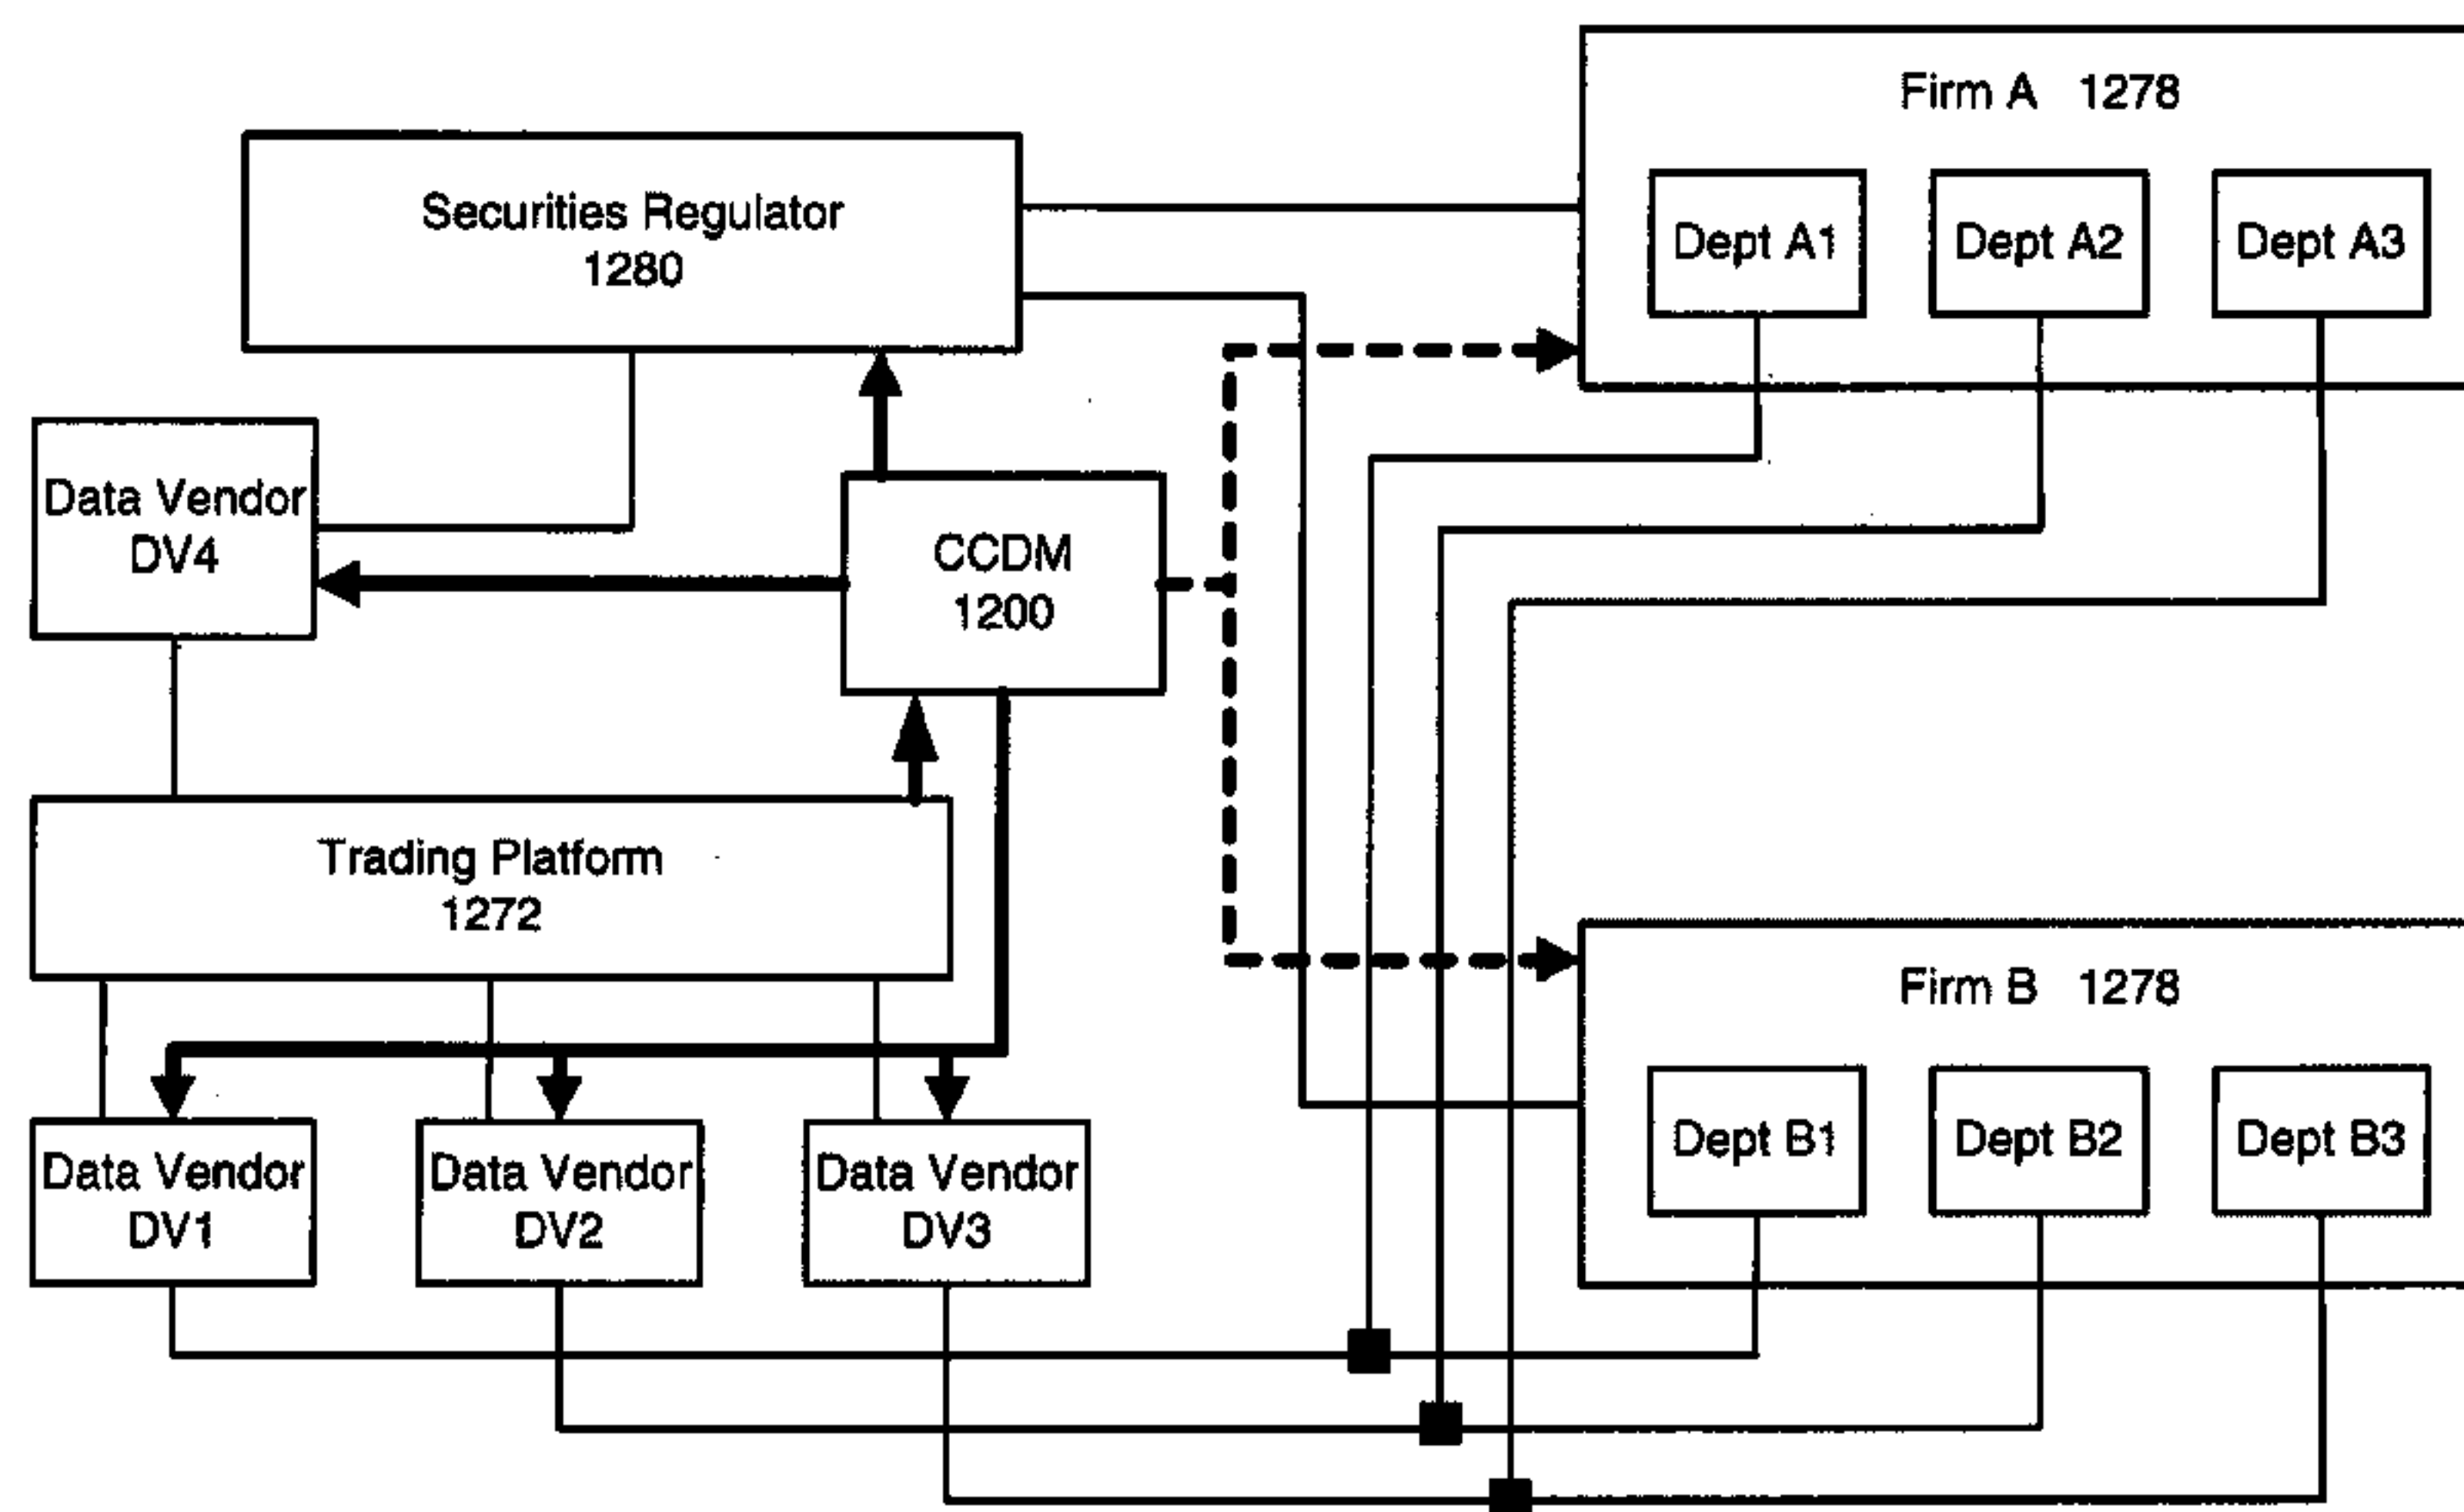 Firm A 1278
Securities Regulator
1280
Dept A1
Dept A2
Dept A3
Data Vendor
DV4
CCDM
1200
Trading Platform
1272
Firm B 1278
Data Vendor
DV1
Data Vendor
DV2
Data Vendor
DV3
Dept B1
Dept B2
Dept B3